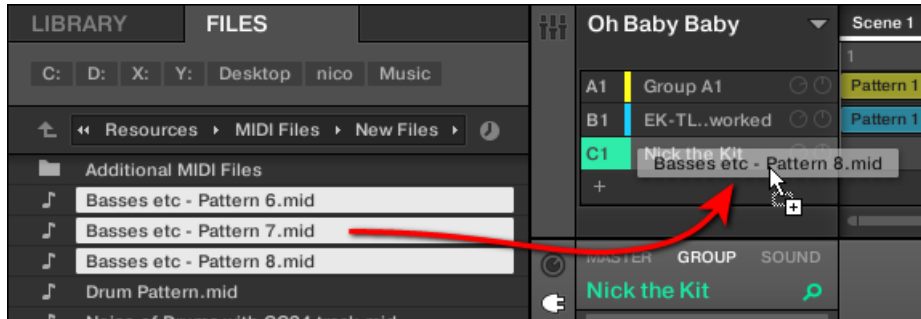 LIBRARY FILES
C: D: X: Y: Desktop nico Music
Resources MIDI Files New Files
Additional MIDI Files
Basses etc - Pattern 6.mid
Basses etc - Pattern 7.mid
Basses etc - Pattern 8.mid
Drum Pattern.mid
Oh Baby Baby
Scene 1
1
A1 Group A1
Pattern 1
B1 EK-TL..worked
Pattern 1
C1 Nick the Kit
Basses etc - Pattern 8.mid
+
MASTER GROUP SOUND
Nick the Kit